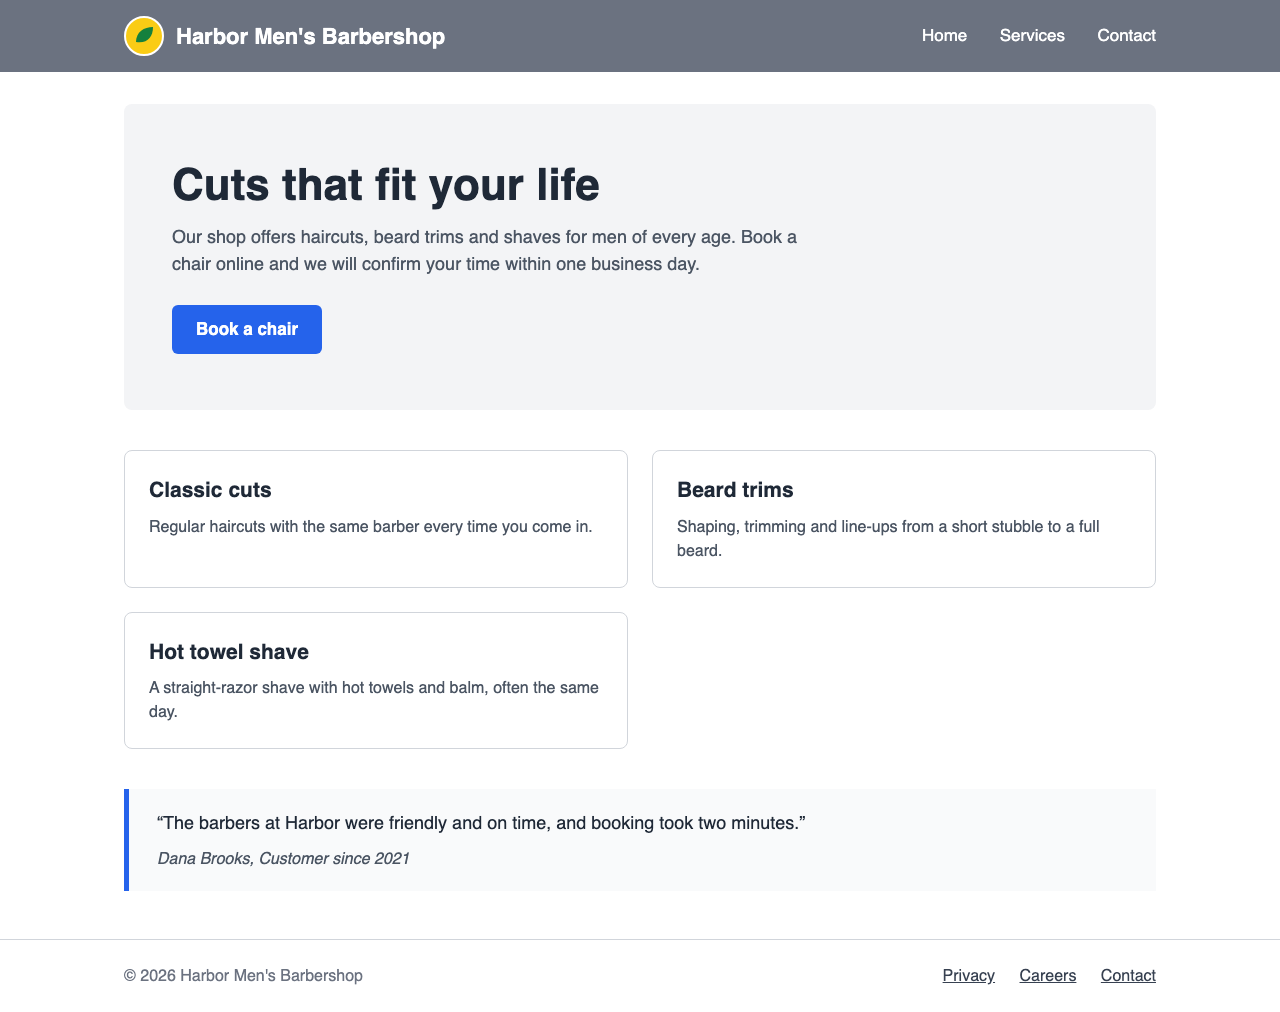 Harbor Men's Barbershop
Home Services Contact
Cuts that fit your life
Our shop offers haircuts, beard trims and shaves for men of every age. Book a
chair online and we will confirm your time within one business day.
Book a chair
Classic cuts
Regular haircuts with the same barber every time you come in.
Beard trims
Shaping, trimming and line-ups from a short stubble to a full
beard.
Hot towel shave
A straight-razor shave with hot towels and balm, often the same
day.
“The barbers at Harbor were friendly and on time, and booking took two minutes.”
Dana Brooks, Customer since 2021
© 2026 Harbor Men's Barbershop
Privacy Careers Contact